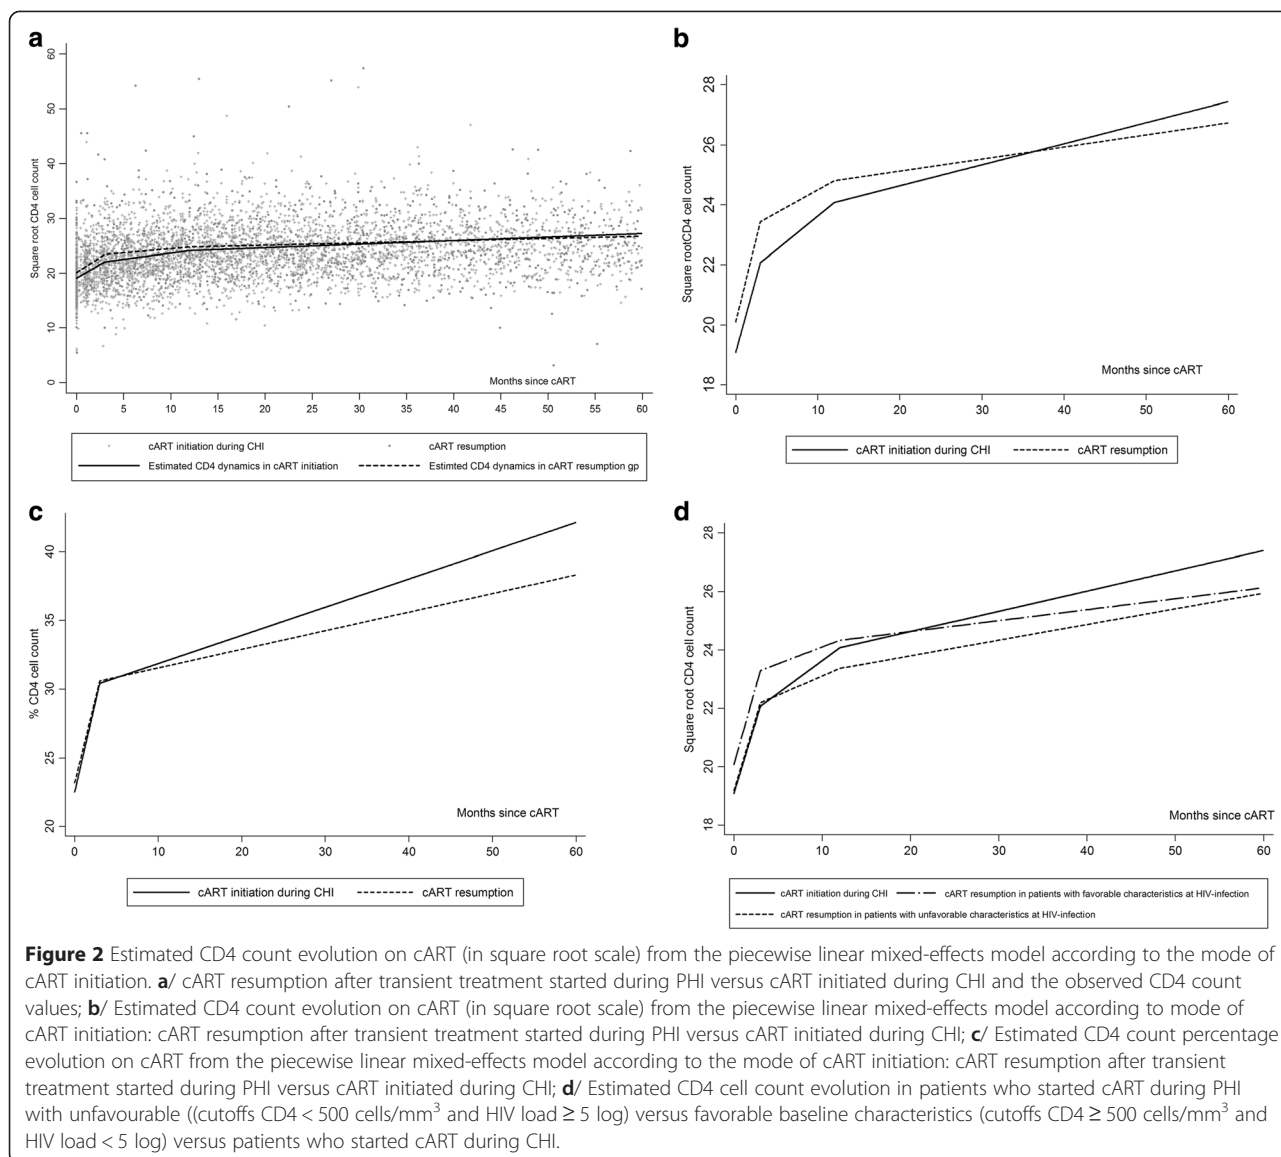 a
Square root CD4 cell count
60
50
40
30
20
10
0
Months since cART
0 5 10 15 20 25 30 35 40 45 50 55 60
cART initiation during CHI cART resumption
Estimated CD4 dynamics in cART initiation Estimted CD4 dynamics in cART resumption gp
b
Square rootCD4 cell count
28
26
24
22
20
18
Months since cART
0 10 20 30 40 50 60
cART initiation during CHI cART resumption
c
% CD4 cell count
40
35
30
25
20
Months since cART
0 10 20 30 40 50 60
cART initiation during CHI cART resumption
d
Square root CD4 cell count
28
26
24
22
20
18
Months since cART
0 10 20 30 40 50 60
cART initiation during CHI cART resumption in patients with favorable characteristics at HIV-infection
cART resumption in patients with unfavorable characteristics at HIV-infection
Figure 2 Estimated CD4 count evolution on cART (in square root scale) from the piecewise linear mixed-effects model according to the mode of
cART initiation. a/ cART resumption after transient treatment started during PHI versus cART initiated during CHI and the observed CD4 count
values; b/ Estimated CD4 count evolution on cART (in square root scale) from the piecewise linear mixed-effects model according to mode of
cART initiation: cART resumption after transient treatment started during PHI versus cART initiated during CHI; c/ Estimated CD4 count percentage
evolution on cART from the piecewise linear mixed-effects model according to the mode of cART initiation: cART resumption after transient
treatment started during PHI versus cART initiated during CHI; d/ Estimated CD4 cell count evolution in patients who started cART during PHI
with unfavourable ((cutoffs CD4 < 500 cells/mm³ and HIV load ≥ 5 log) versus favorable baseline characteristics (cutoffs CD4 ≥ 500 cells/mm³ and
HIV load < 5 log) versus patients who started cART during CHI.